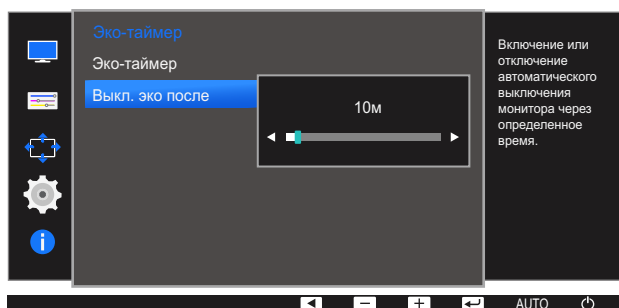 Эко-таймер
Эко-таймер
Выкл. эко после
10м
Включение или
отключение
автоматического
выключения
монитора через
определенное
время.
AUTO